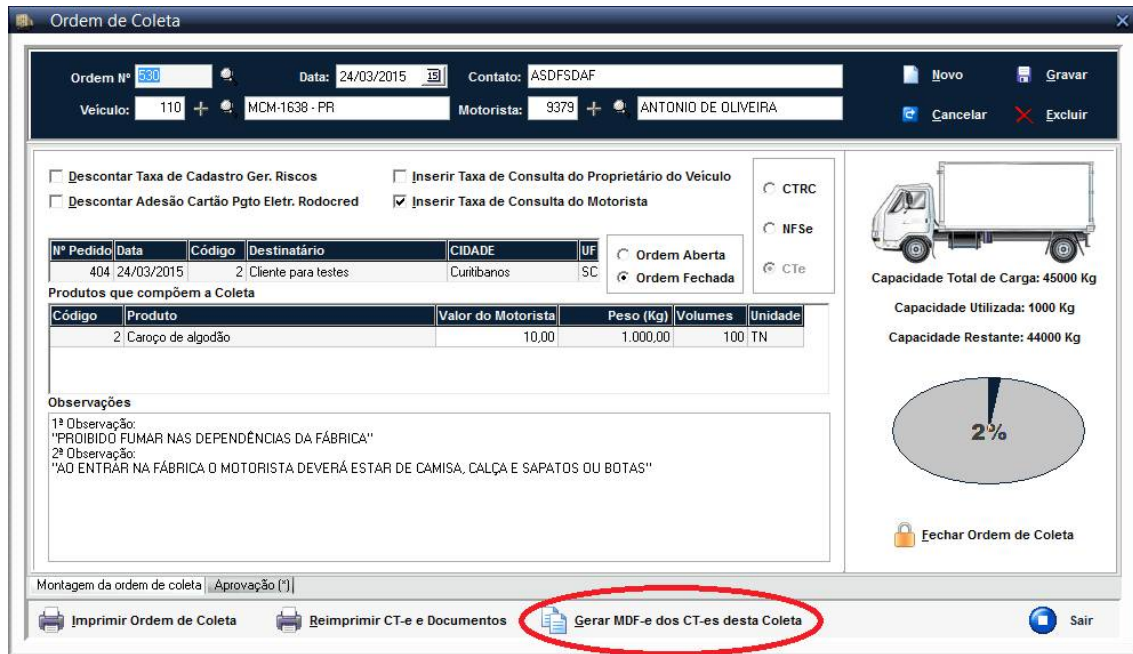 Ordem de Coleta
Ordem Nº 530 Data: 24/03/2015 15 Contato: ASDFSDAF Novo Gravar
Veículo: 110 MCM-1638 - PR Motorista: 9379 ANTONIO DE OLIVEIRA Cancelar Excluir
Descontar Taxa de Cadastro Ger. Riscos Inserir Taxa de Consulta do Proprietário do Veículo CTRC
Descontar Adesão Cartão Pgto Eletr. Rodocred Inserir Taxa de Consulta do Motorista
NFSe
Nº Pedido Data Código Destinatário CIDADE UF Ordem Aberta
404 24/03/2015 2 Cliente para testes Curitibanos SC Ordem Fechada CTe
Capacidade Total de Carga: 45000 Kg
Produtos que compõem a Coleta
Código Produto Valor do Motorista Peso (Kg) Volumes Unidade
Capacidade Utilizada: 1000 Kg
2 Caroço de algodão 10,00 1.000,00 100 TN
Capacidade Restante: 44000 Kg
Observações
1ª Observação:
"PROIBIDO FUMAR NAS DEPENDÊNCIAS DA FÁBRICA"
2ª Observação:
"AO ENTRAR NA FÁBRICA O MOTORISTA DEVERÁ ESTAR DE CAMISA, CALÇA E SAPATOS OU BOTAS"
2%
Fechar Ordem de Coleta
Montagem da ordem de coleta Aprovação (*)
Imprimir Ordem de Coleta Reimprimir CT-e e Documentos Gerar MDF-e dos CT-es desta Coleta Sair